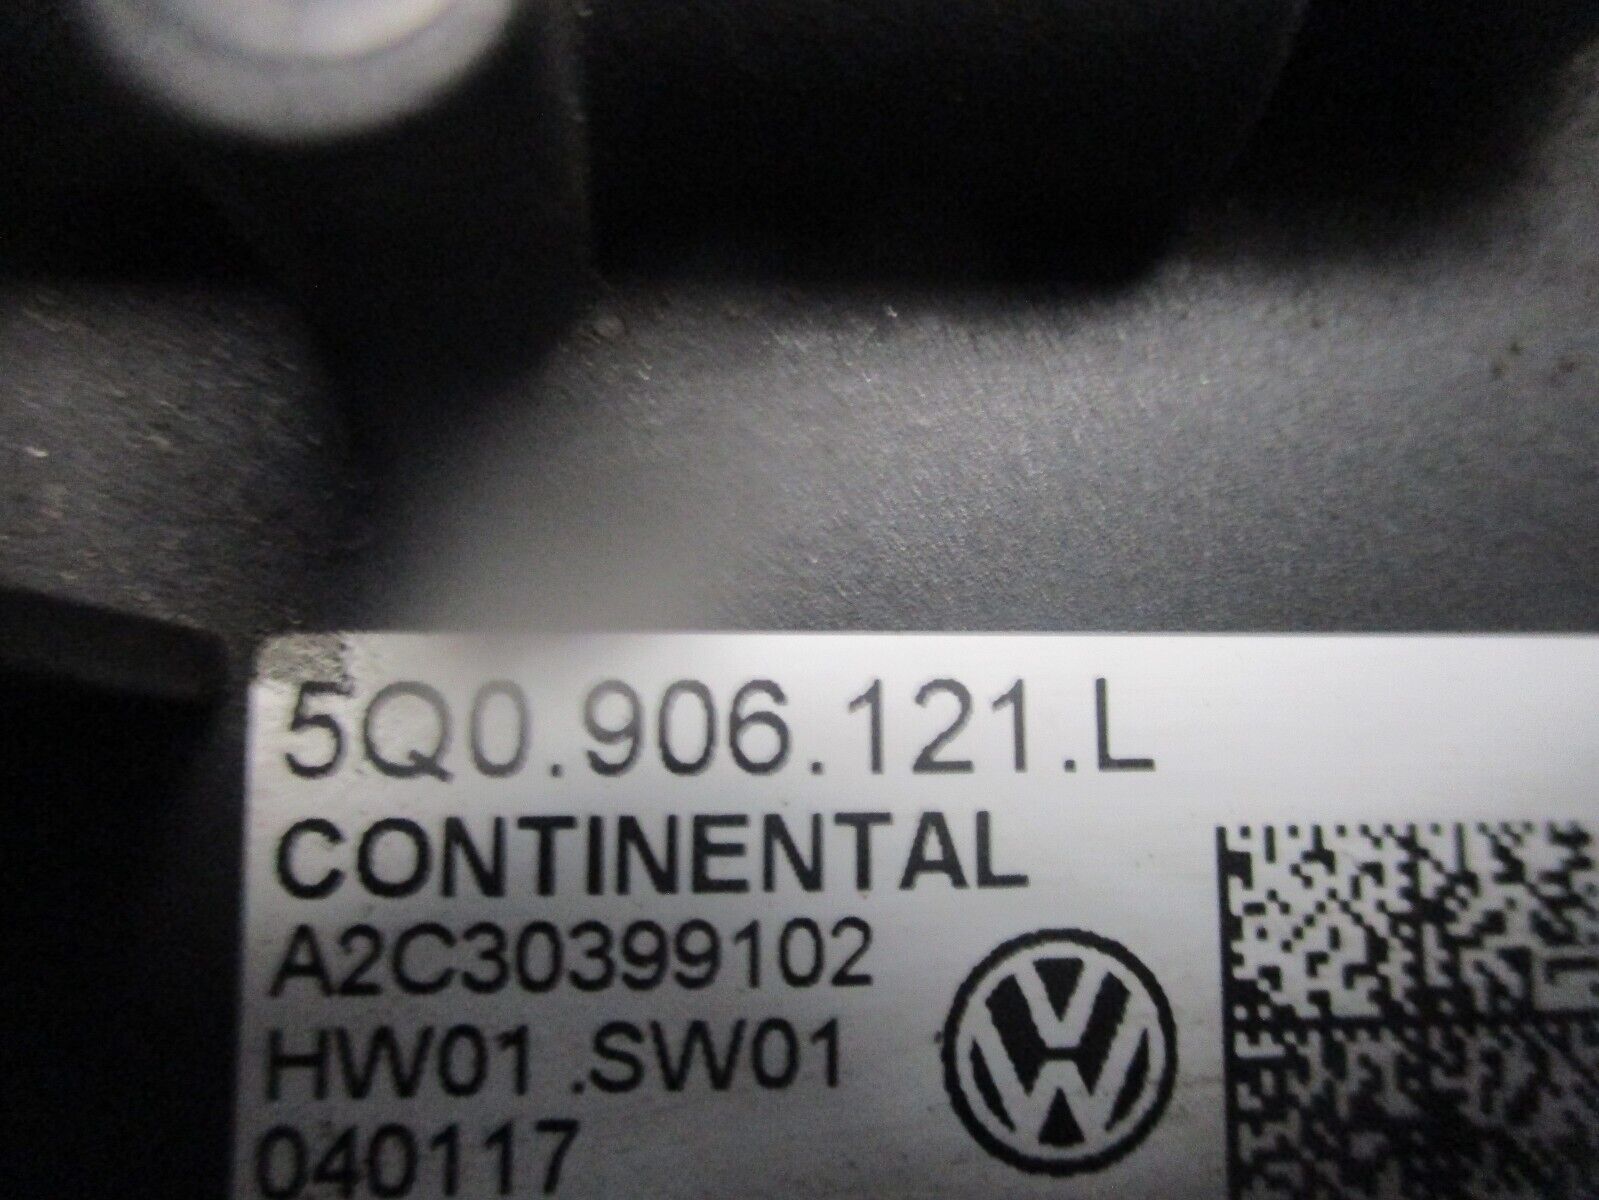 5Q0.906.121.L
CONTINENTAL
A2C30399102
HW01.SW01
040117